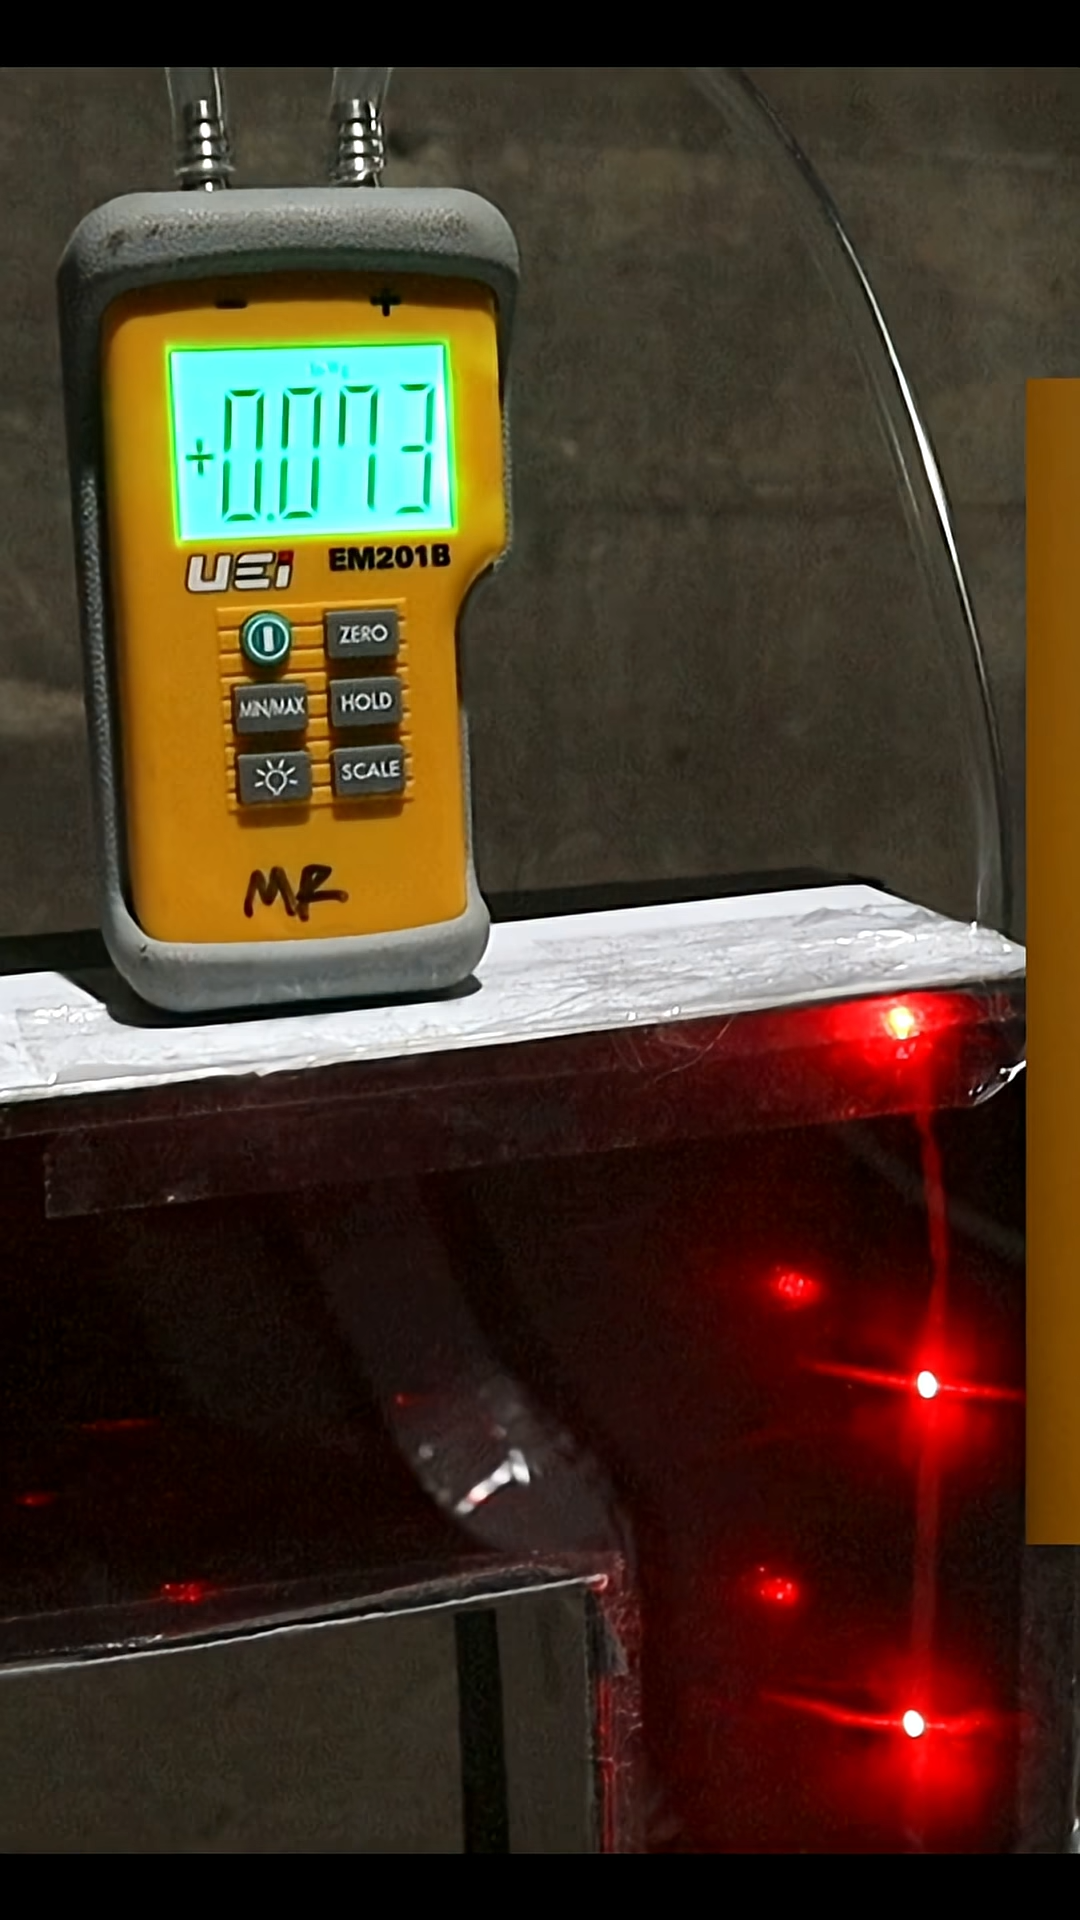 - +
+0.073
UEi EM201B
ZERO
MIN/MAX HOLD
SCALE
MR